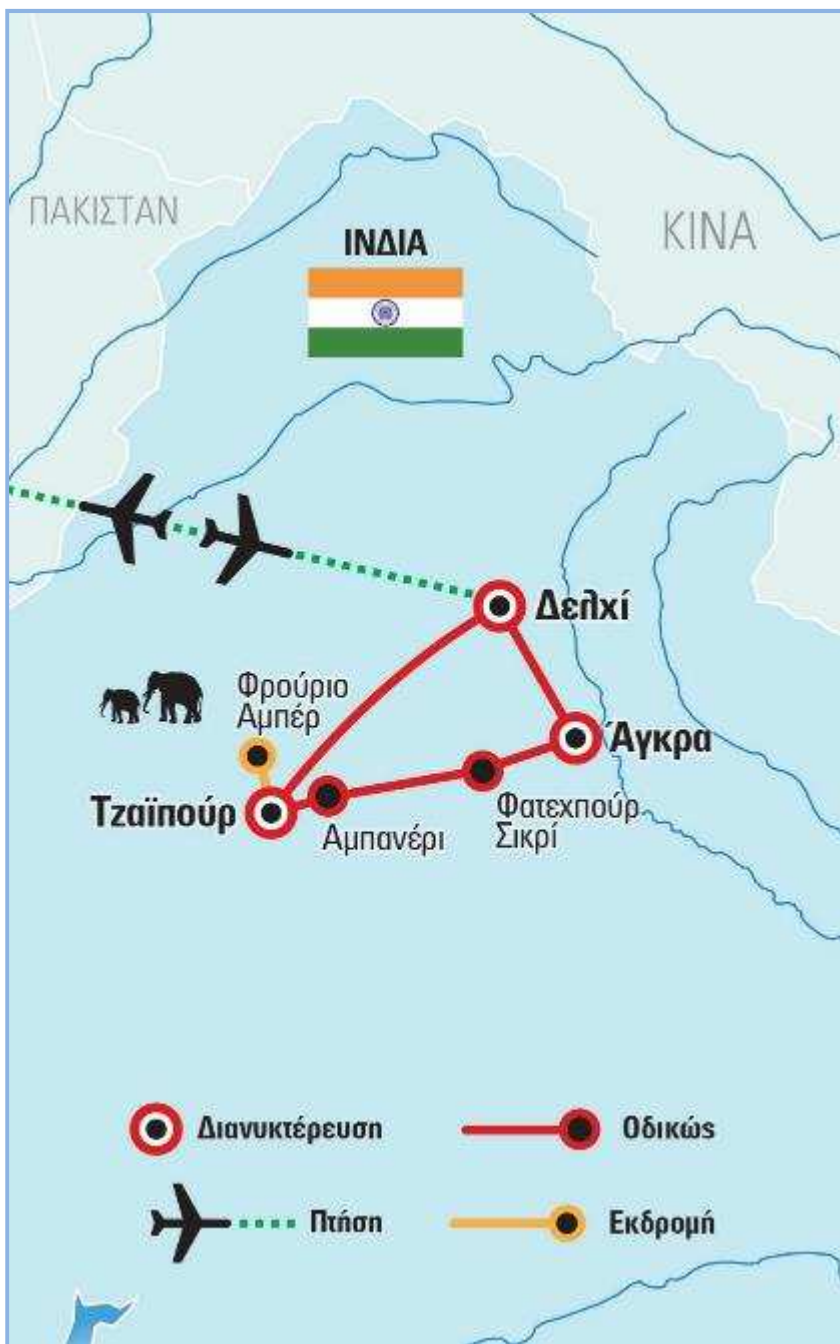 ΠΑΚΙΣΤΑΝ
ΙΝΔΙΑ
ΚΙΝΑ
Δελχί
Φρούριο
Αμπέρ
Άγκρα
Τζαϊπούρ
Αμπανέρι
Φατεχπούρ
Σικρί
Διανυκτέρευση
Οδικώς
Πτήση
Εκδρομή